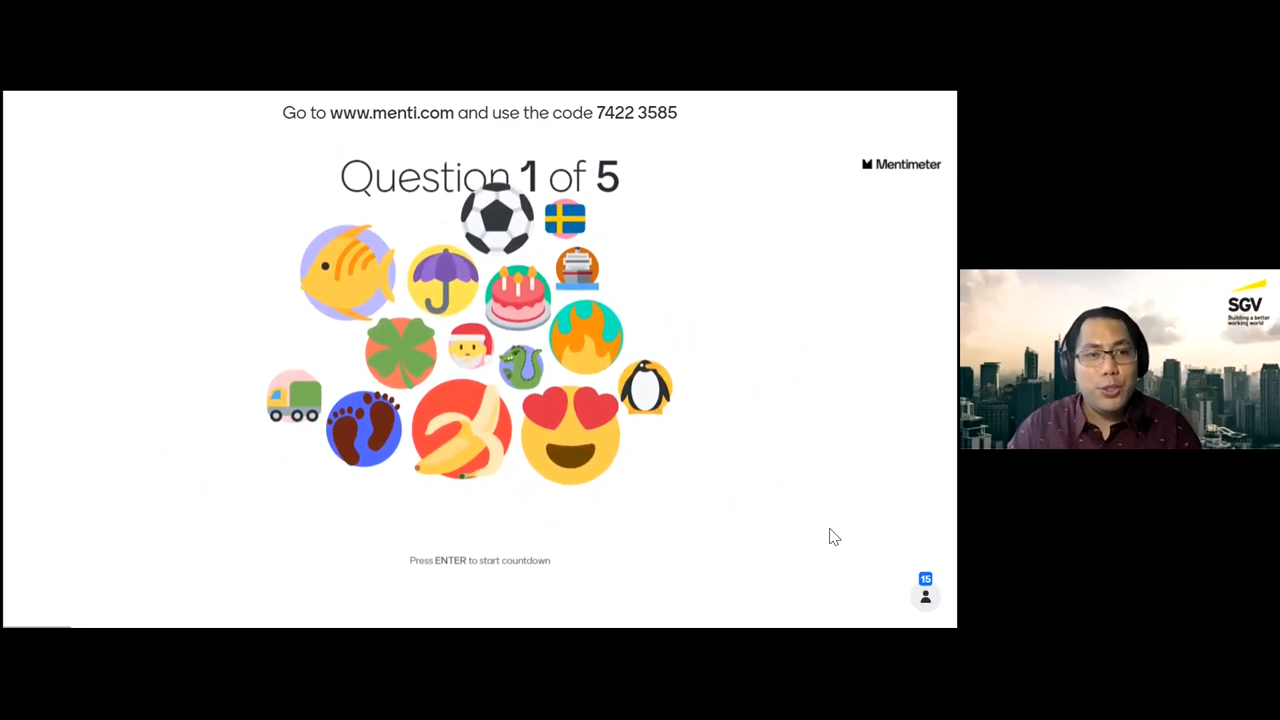 Go to www.menti.com and use the code 7422 3585
Mentimeter
Question 1 of 5
SGV
Building a better
working world
Press ENTER to start countdown
15